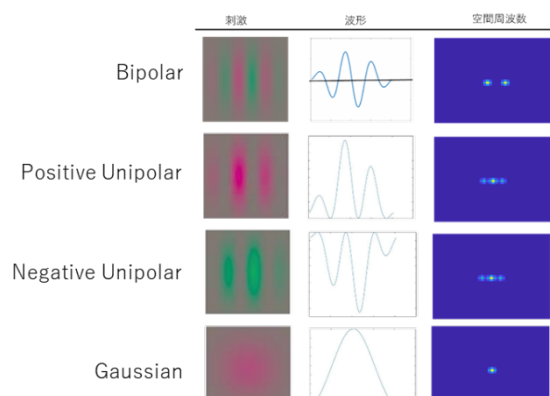 刺激 波形 空間周波数
Bipolar
Positive Unipolar
Negative Unipolar
Gaussian